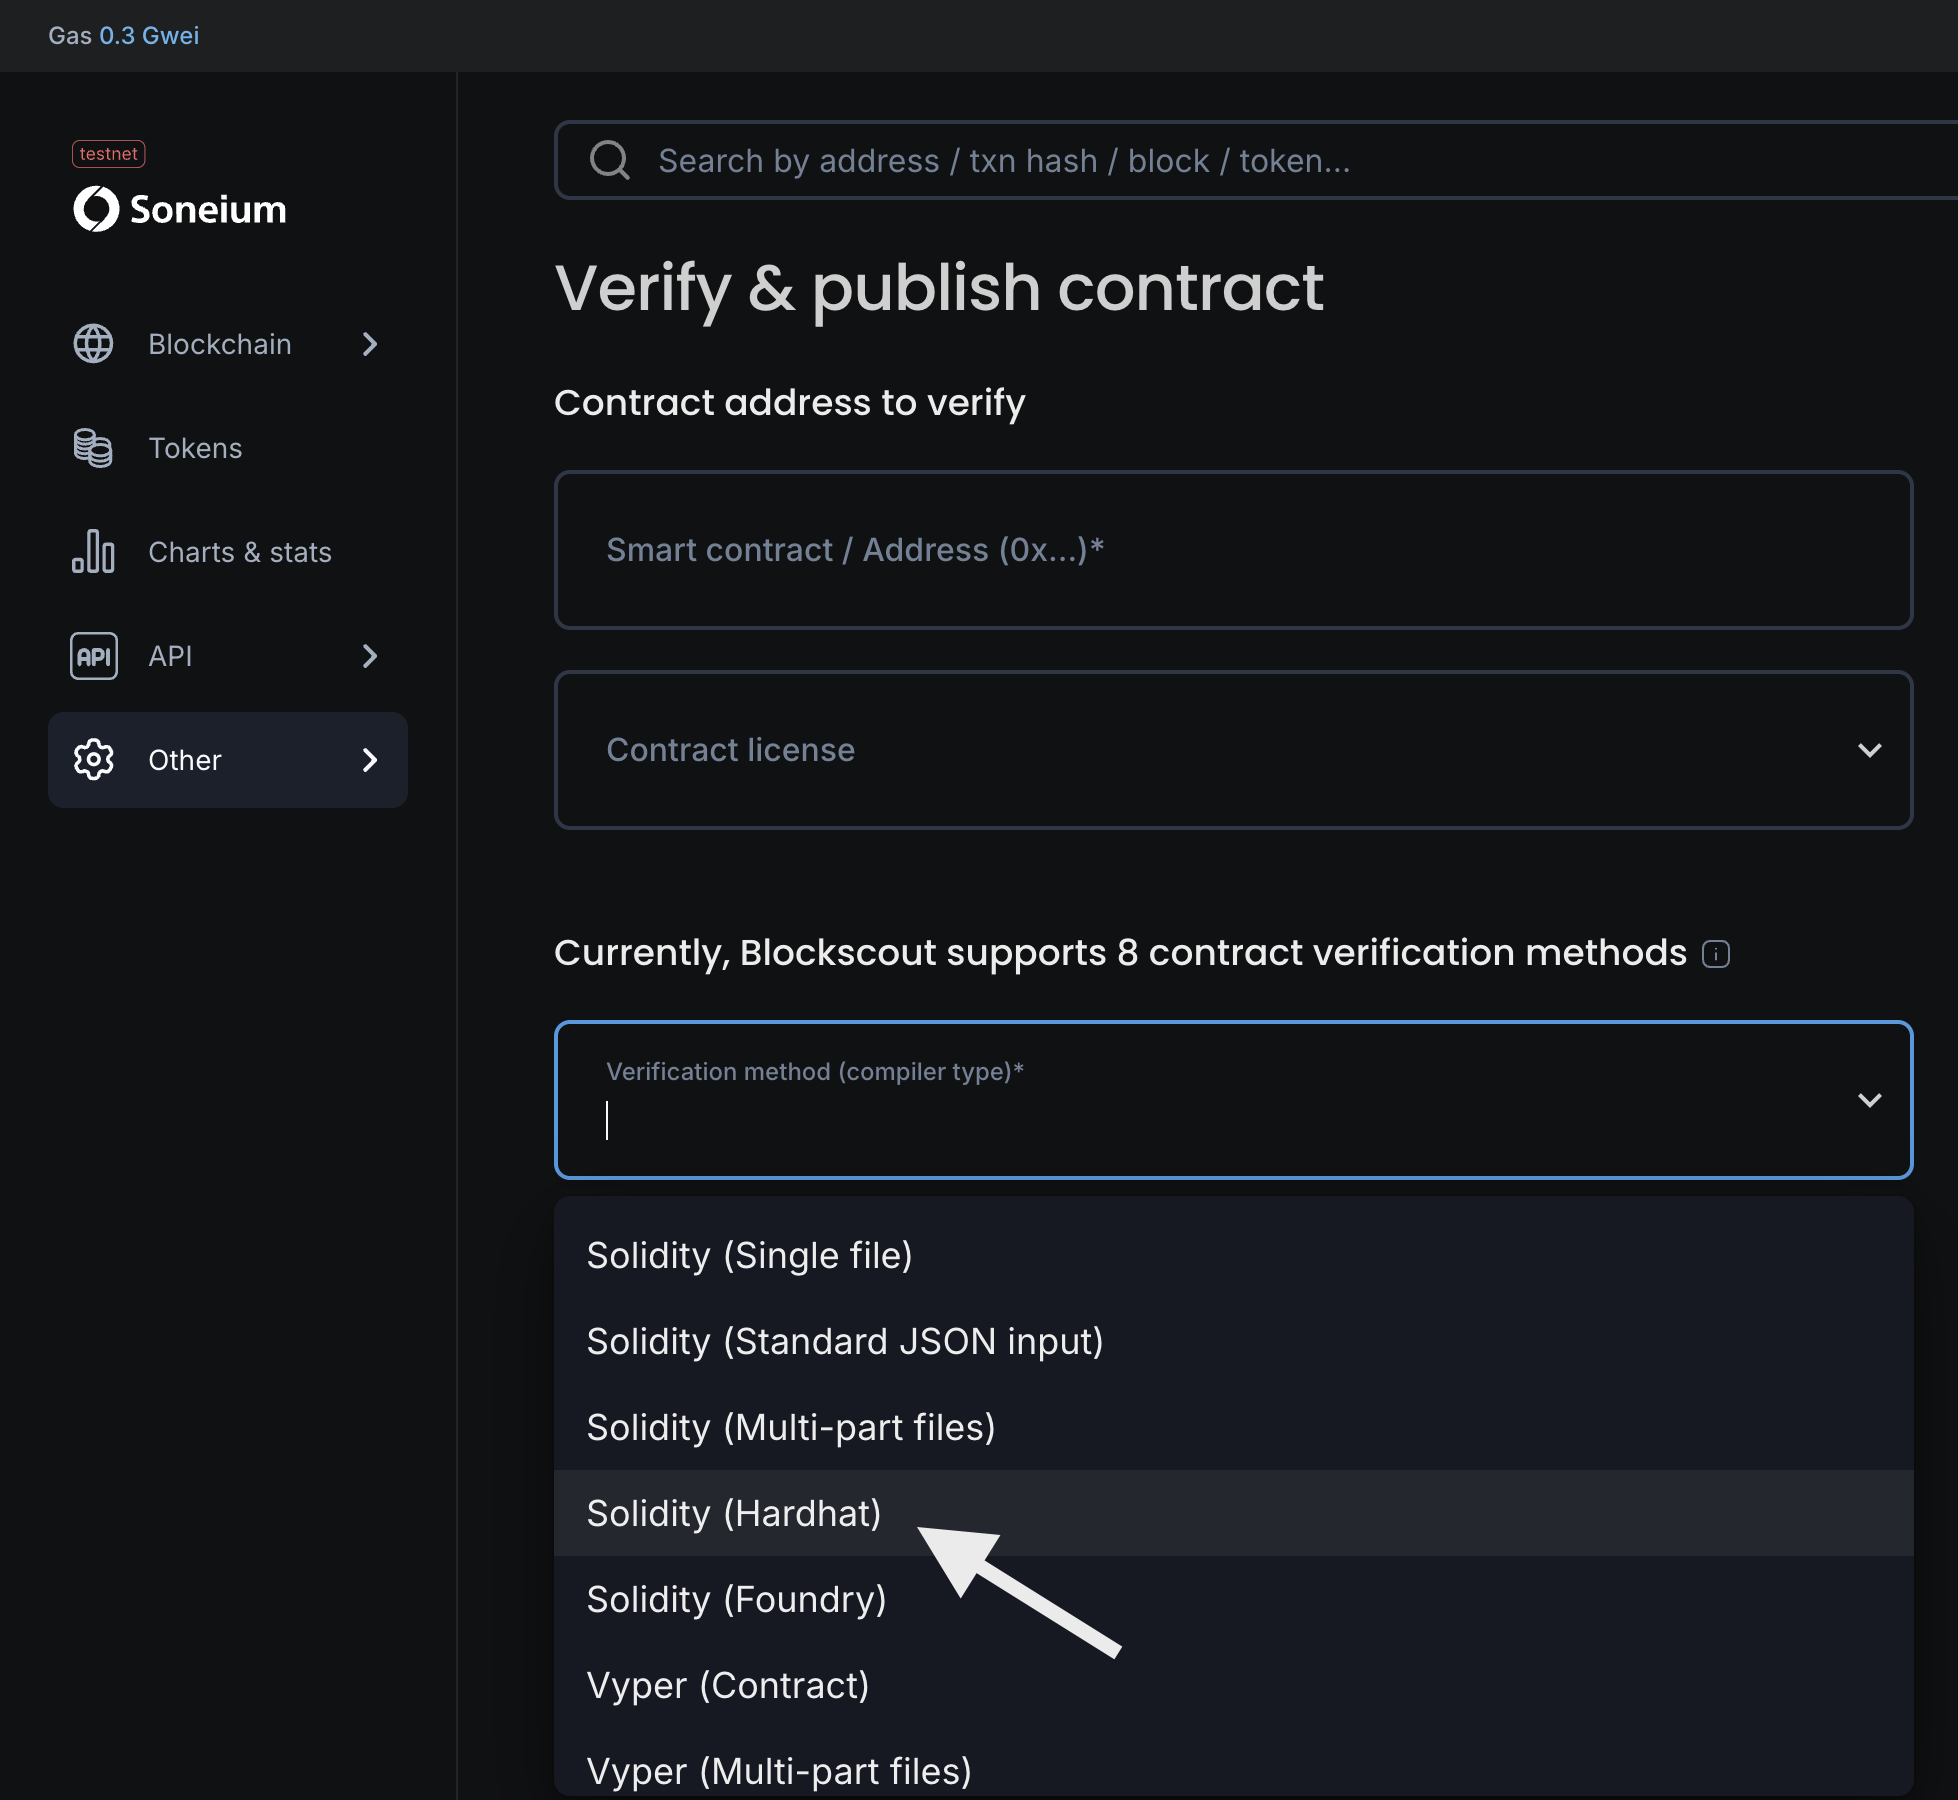 Gas 0.3 Gwei
testnet
Soneium
Blockchain
Tokens
Charts & stats
API
API
Other
Search by address / txn hash / block / token...
Verify & publish contract
Contract address to verify
Smart contract / Address (0x...)*
Contract license
Currently, Blockscout supports 8 contract verification methods
Verification method (compiler type)*
Solidity (Single file)
Solidity (Standard JSON input)
Solidity (Multi-part files)
Solidity (Hardhat)
Solidity (Foundry)
Vyper (Contract)
Vyper (Multi-part files)